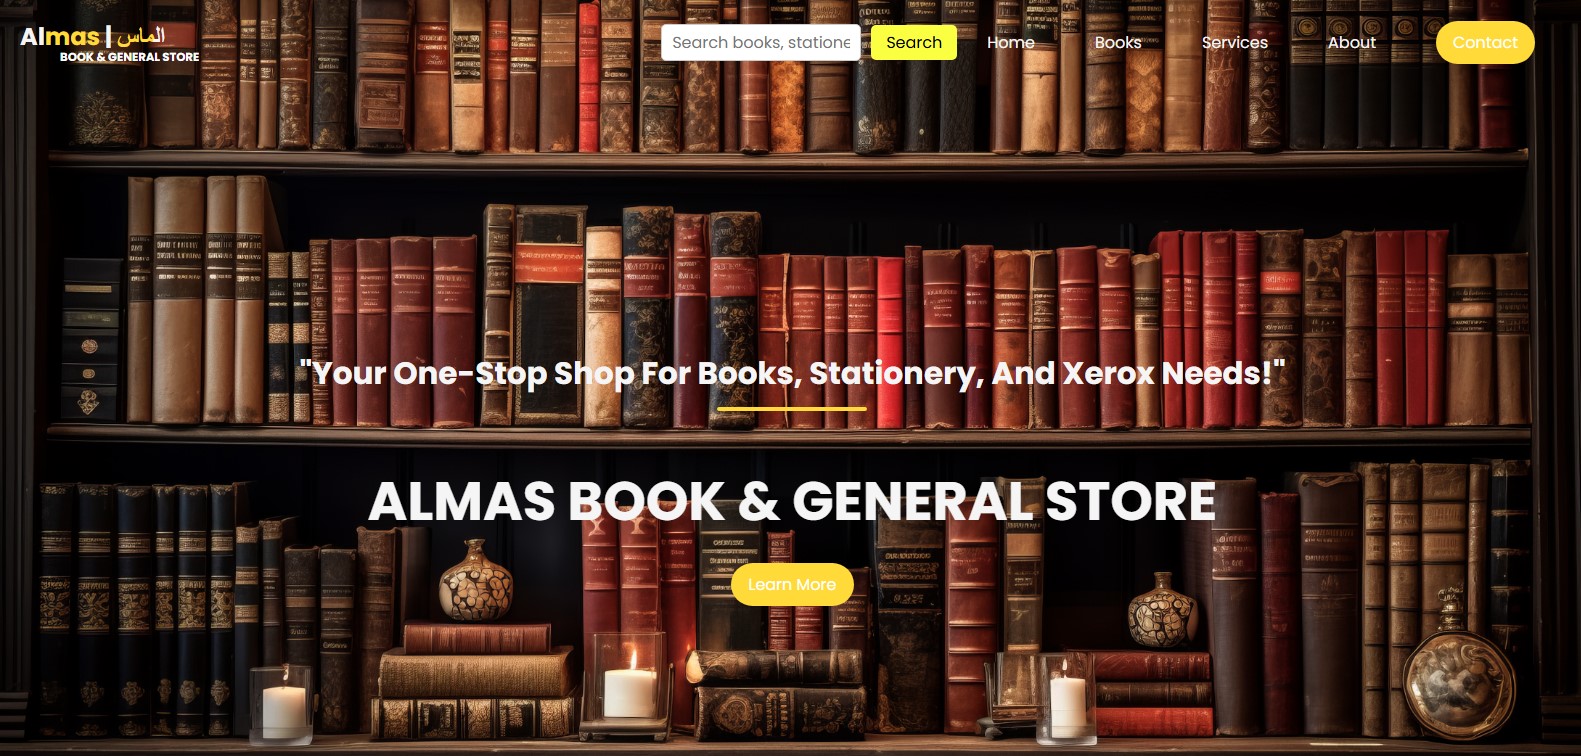 Almas | الماس
BOOK & GENERAL STORE
Search books, statione
Search
Home
Books
Services
About
Contact
"Your One-Stop Shop For Books, Stationery, And Xerox Needs!"
ALMAS BOOK & GENERAL STORE
Learn More